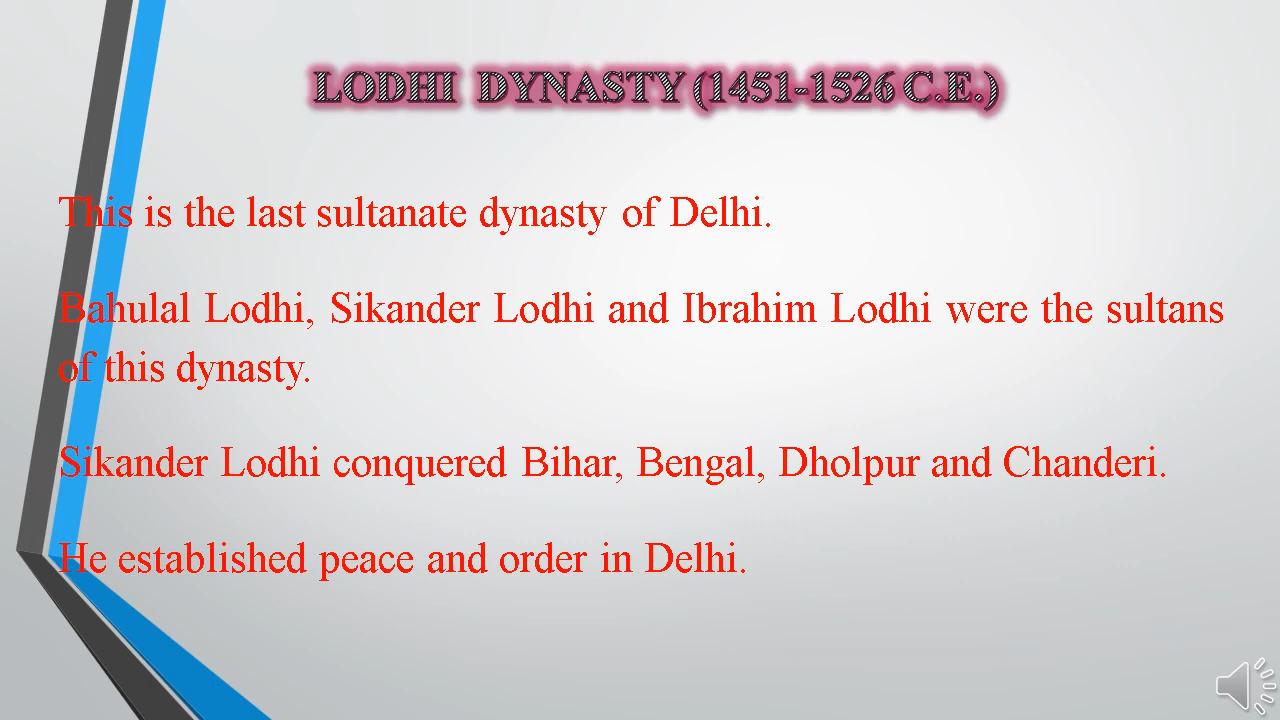 LODHI DYNASTY (1451-1526 C.E.)
This is the last sultanate dynasty of Delhi.
Bahulal Lodhi, Sikander Lodhi and Ibrahim Lodhi were the sultans
of this dynasty.
Sikander Lodhi conquered Bihar, Bengal, Dholpur and Chanderi.
He established peace and order in Delhi.